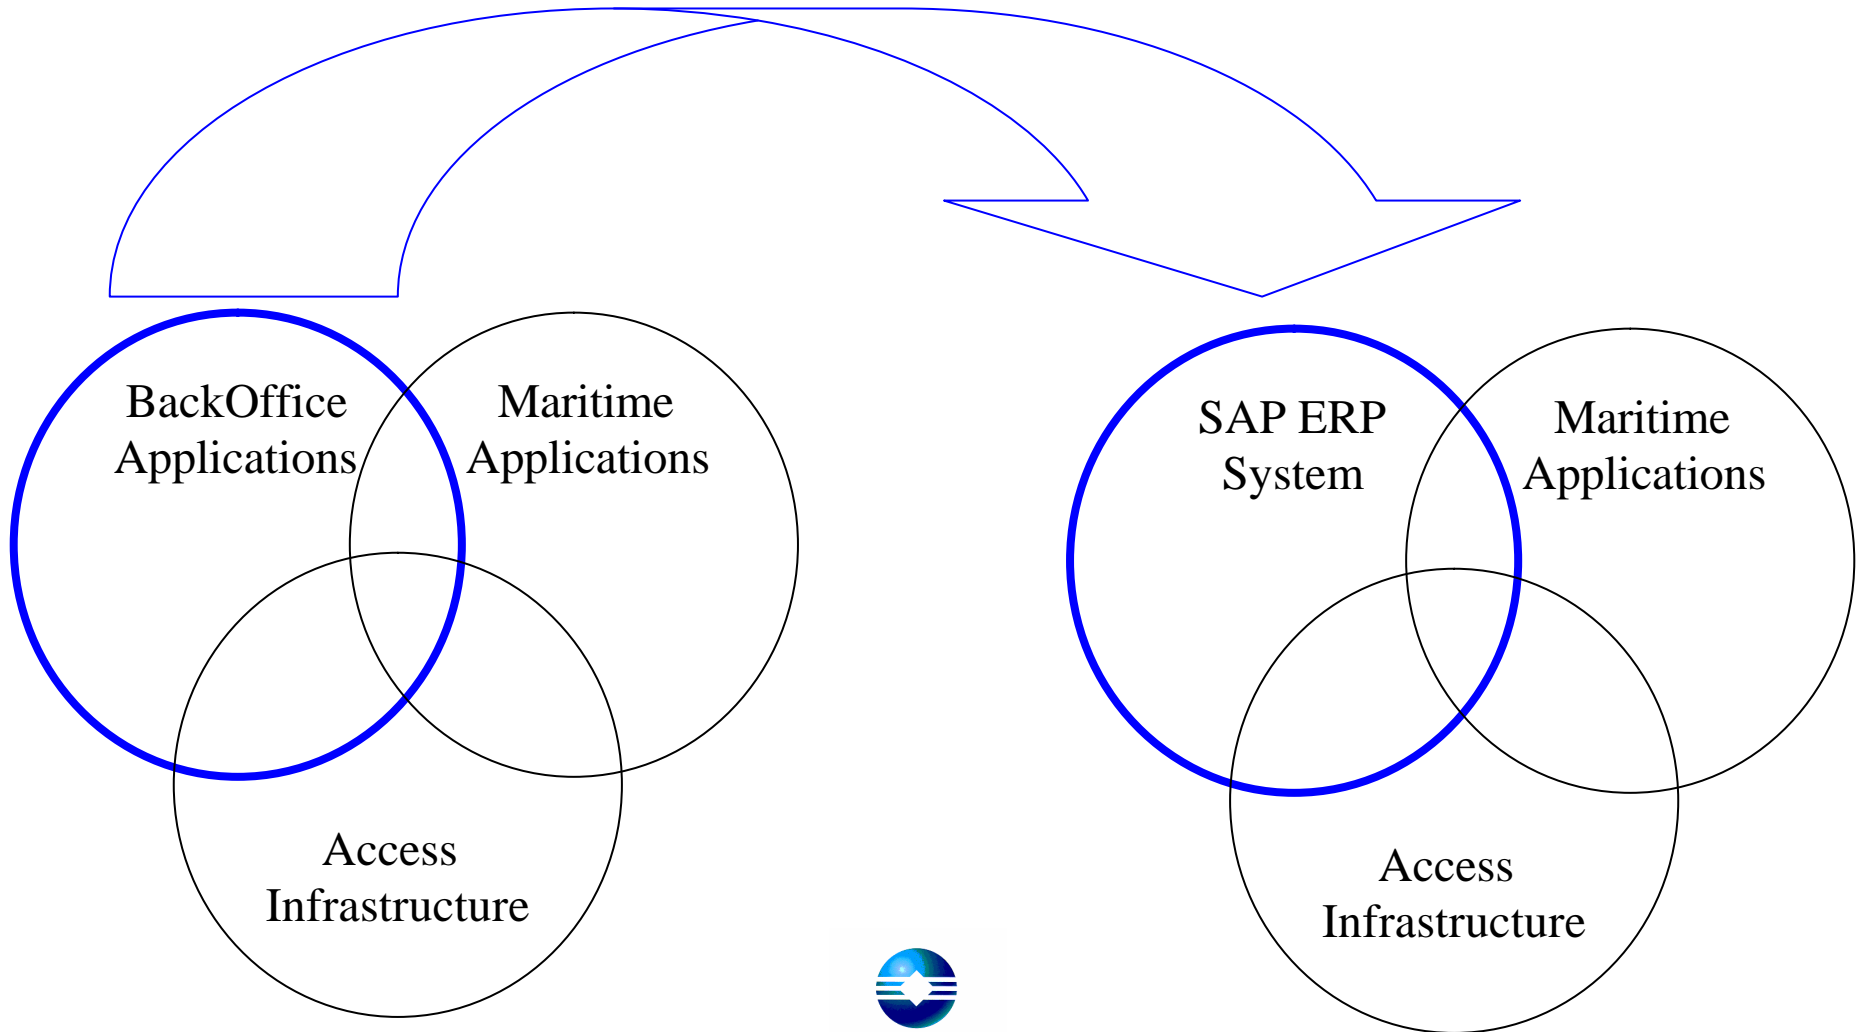 BackOffice
Applications
Maritime
Applications
Access
Infrastructure
SAP ERP
System
Maritime
Applications
Access
Infrastructure